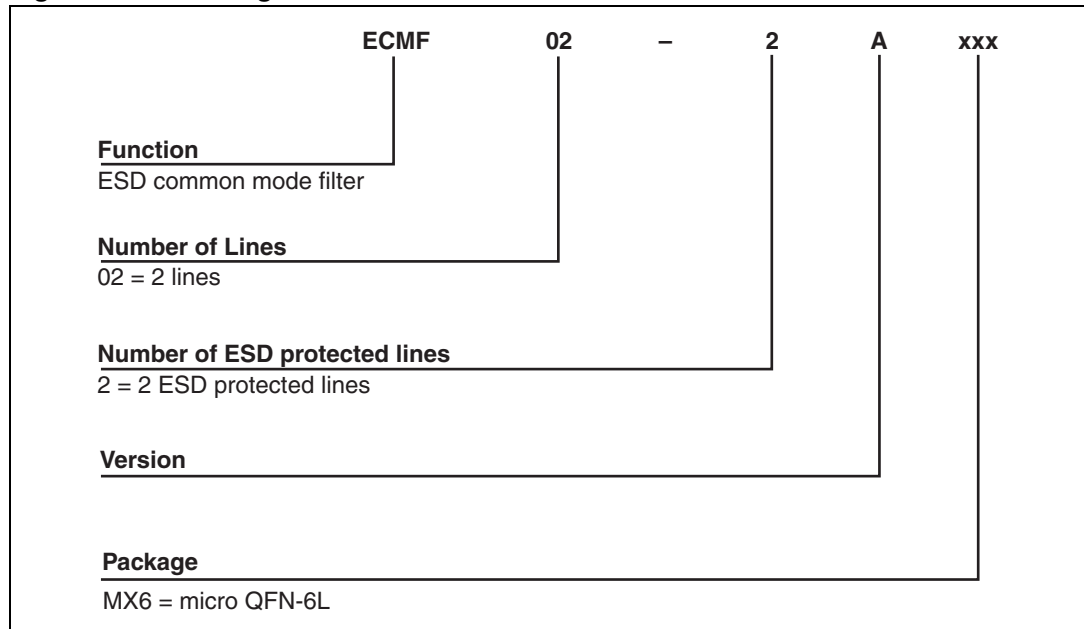 ECMF 02 – 2 A xxx
Function
ESD common mode filter
Number of Lines
02 = 2 lines
Number of ESD protected lines
2 = 2 ESD protected lines
Version
Package
MX6 = micro QFN-6L